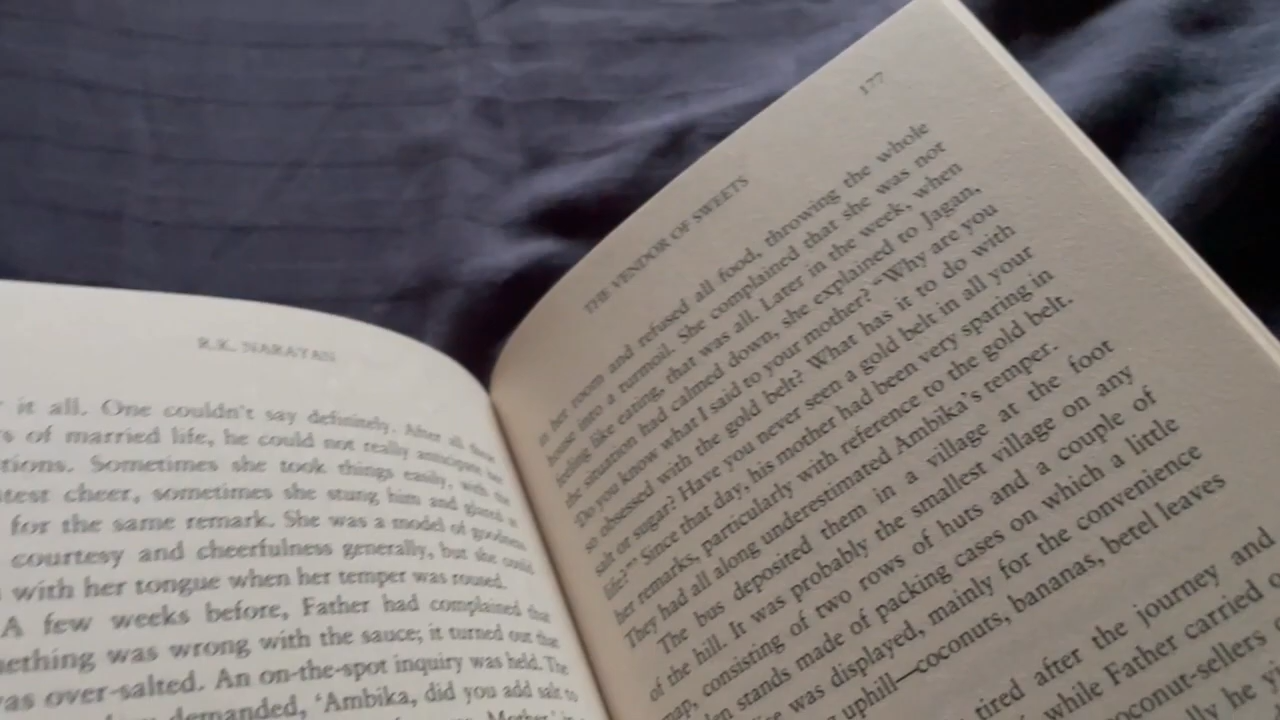 R.K. NARAYAN
it all. One couldn't say definitely. After all these
of married life, he could not really anticipate her
tions. Sometimes she took things easily, with the
test cheer, sometimes she stung him and glared a
for the same remark. She was a model of goodness
courtesy and cheerfulness generally, but she could
with her tongue when her temper was roused.
A few weeks before, Father had complained that
mething was wrong with the sauce; it turned out that
was over-salted. An on-the-spot inquiry was held. The
demanded, 'Ambika, did you add salt to
Mother'
THE VENDOR OF SWEETS
177
in her room and refused all food, throwing the whole
house into a turmoil. She complained that she was not
feeling like eating, that was all. Later in the week, when
the situation had calmed down, she explained to Jagan,
'Do you know what I said to your mother? "Why are you
so obsessed with the gold belt? What has it to do with
salt or sugar? Have you never seen a gold belt in all your
life?"' Since that day, his mother had been very sparing in
her remarks, particularly with reference to the gold belt.
They had all along underestimated Ambika's temper.
The bus deposited them in a village at the foot
of the hill. It was probably the smallest village on any
map, consisting of two rows of huts and a couple of
en stands made of packing cases on which a little
was displayed, mainly for the convenience
uphill—coconuts, bananas, betel leaves
tired after the journey and
while Father carried
oconut-sellers
he